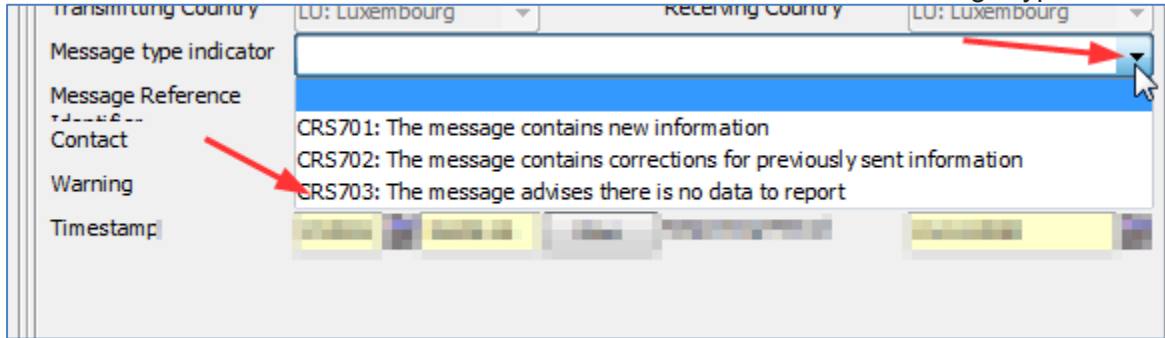 Transmitting Country LU: Luxembourg Receiving Country LU: Luxembourg
Message type indicator
Message Reference
CRS701: The message contains new information
Contact
CRS702: The message contains corrections for previously sent information
Warning
CRS703: The message advises there is no data to report
Timestamp